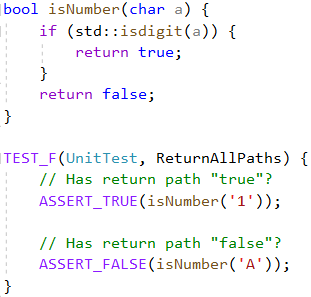 bool isNumber(char a) {
    if (std::isdigit(a)) {
        return true;
    }
    return false;
}

TEST_F(UnitTest, ReturnAllPaths) {
    // Has return path "true"?
    ASSERT_TRUE(isNumber('1'));

    // Has return path "false"?
    ASSERT_FALSE(isNumber('A'));
}